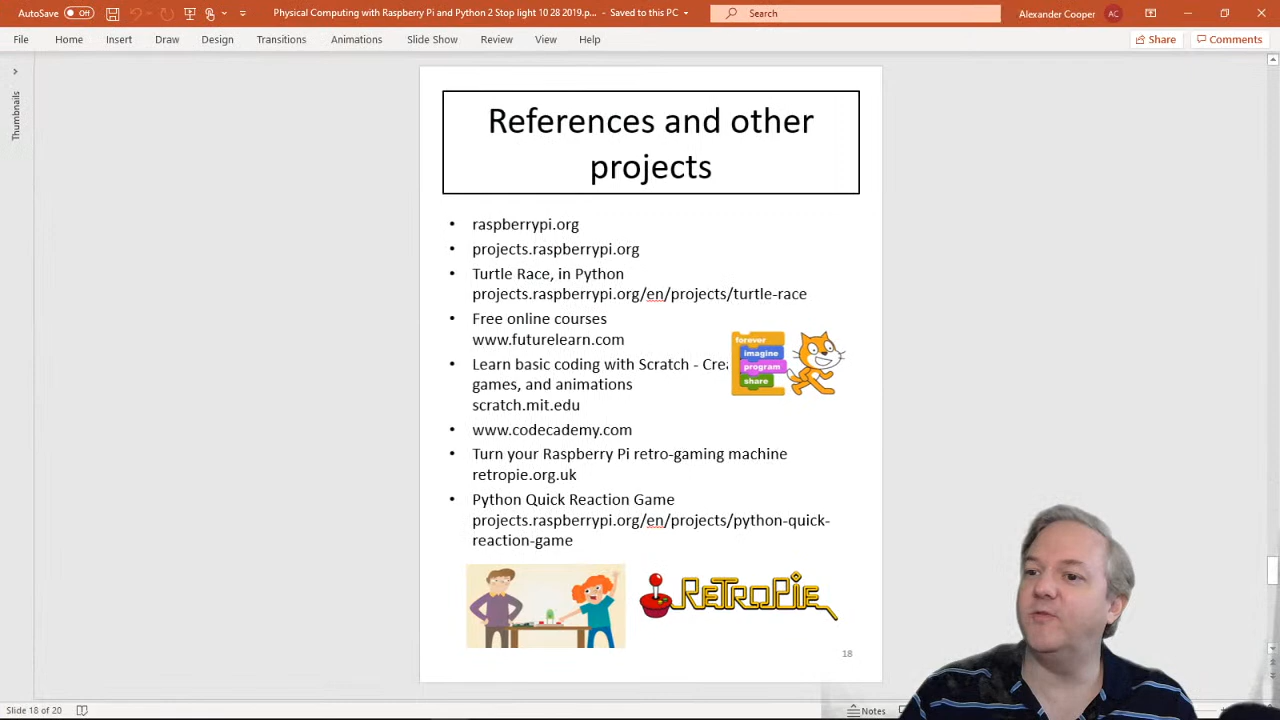 AutoSave Off Physical Computing with Raspberry Pi and Python 2 Stop light 10 28 2019.p... - Saved to this PC Search Alexander Cooper AC
File Home Insert Draw Design Transitions Animations Slide Show Review View Help Share Comments
Thumbnails
References and other
projects
• raspberrypi.org
• projects.raspberrypi.org
• Turtle Race, in Python
projects.raspberrypi.org/en/projects/turtle-race
• Free online courses
www.futurelearn.com
• Learn basic coding with Scratch - Crea
games, and animations
scratch.mit.edu
forever
imagine
program
share
• www.codecademy.com
• Turn your Raspberry Pi retro-gaming machine
retropie.org.uk
• Python Quick Reaction Game
projects.raspberrypi.org/en/projects/python-quick-
reaction-game
RetroPie
18
Slide 18 of 20 Notes